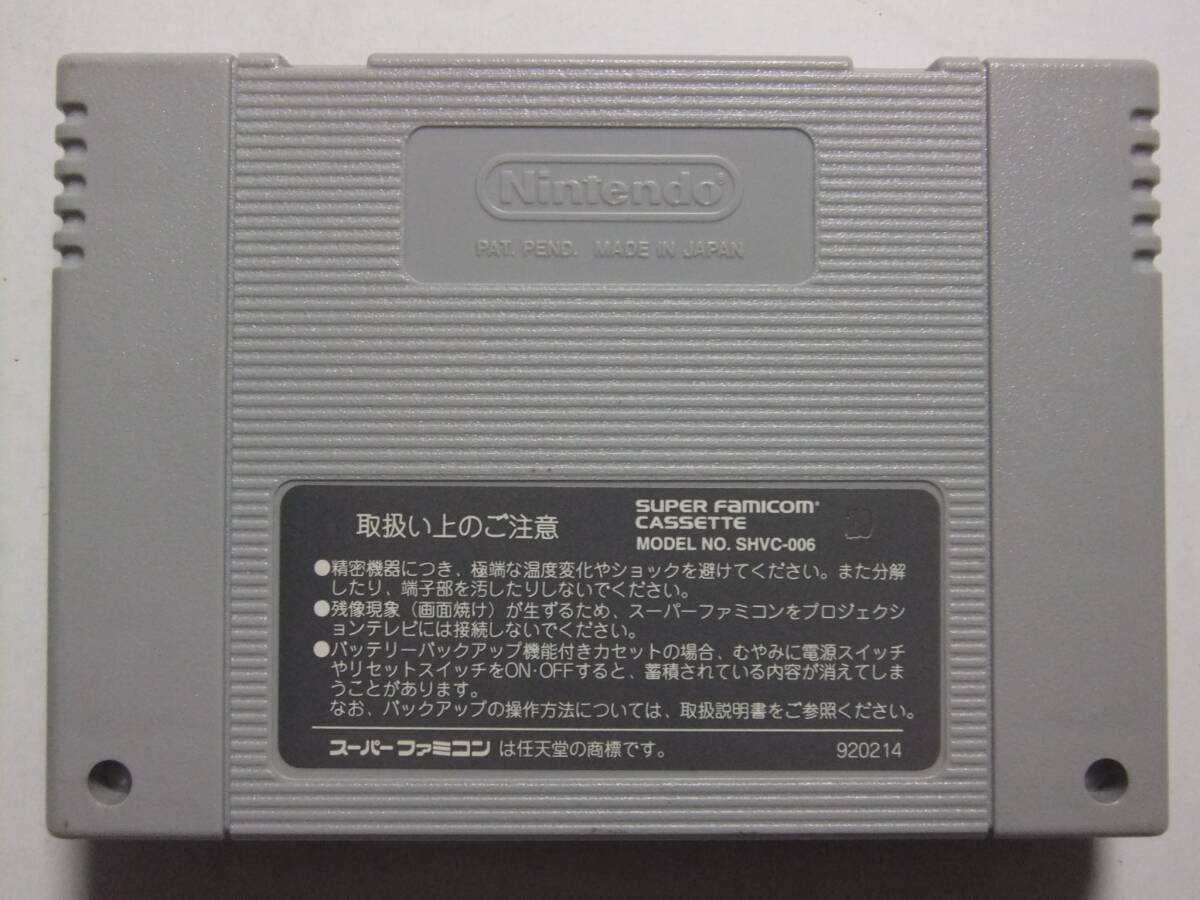 Nintendo®
PAT. PEND. MADE IN JAPAN
取扱い上のご注意
SUPER FAMICOM®
CASSETTE
MODEL NO. SHVC-006
●精密機器につき、極端な温度変化やショックを避けてください。また分解
したり、端子部を汚したりしないでください。
●残像現象（画面焼け）が生ずるため、スーパーファミコンをプロジェクシ
ョンテレビには接続しないでください。
●バッテリーバックアップ機能付きカセットの場合、むやみに電源スイッチ
やリセットスイッチをON・OFFすると、蓄積されている内容が消えてしま
うことがあります。
なお、バックアップの操作方法については、取扱説明書をご参照ください。
スーパーファミコン は任天堂の商標です。 920214